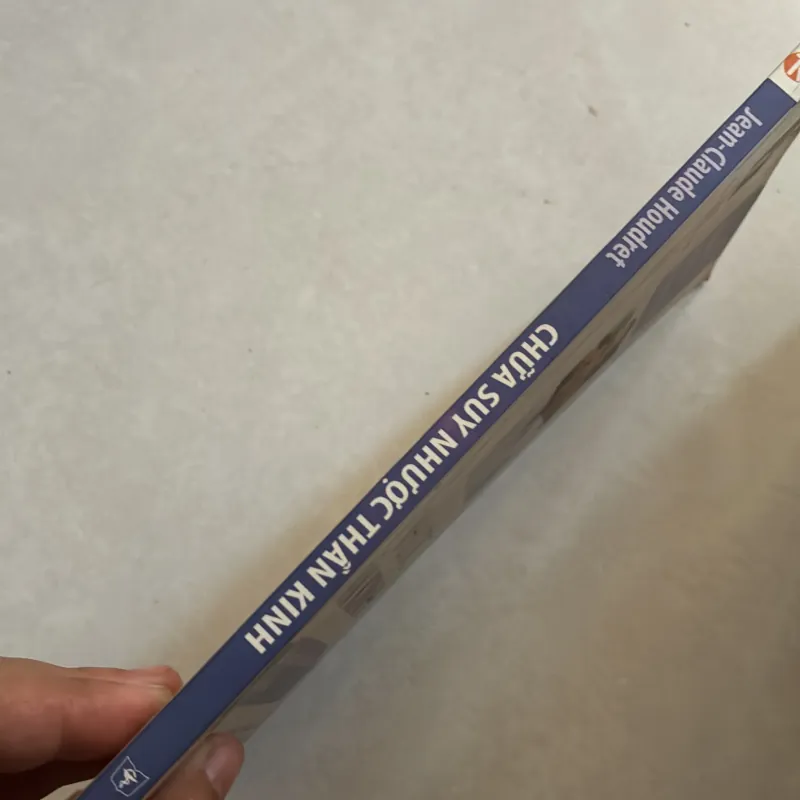 Jean-Claude Houdret
CHỮA SUY NHƯỢC THẦN KINH